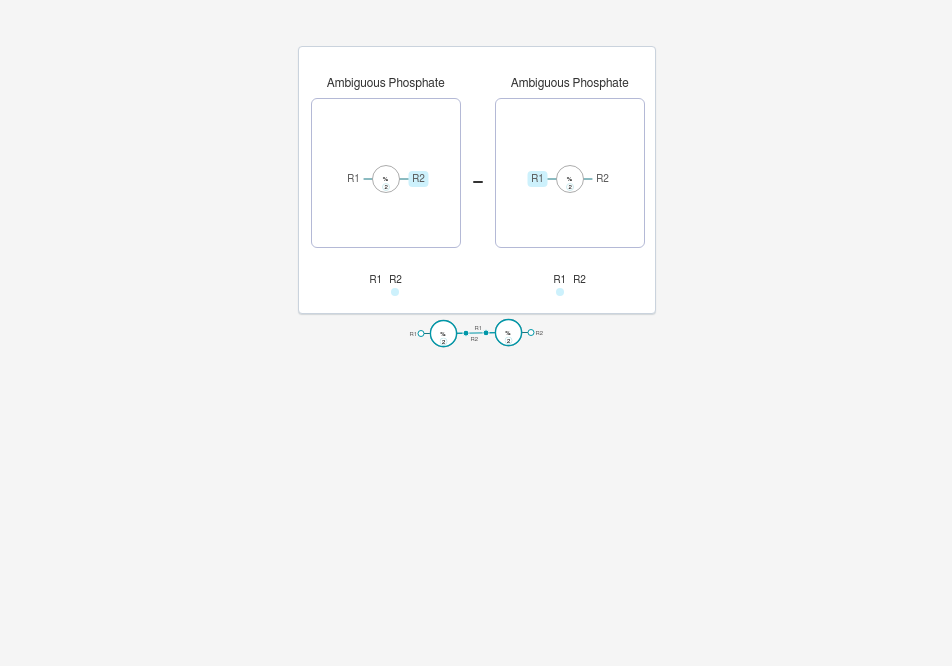 Ambiguous Phosphate Ambiguous Phosphate
R1 % 2 R2 – R1 % 2 R2
R1 R2 R1 R2
R1 % 2 R1 R2 % 2 R2